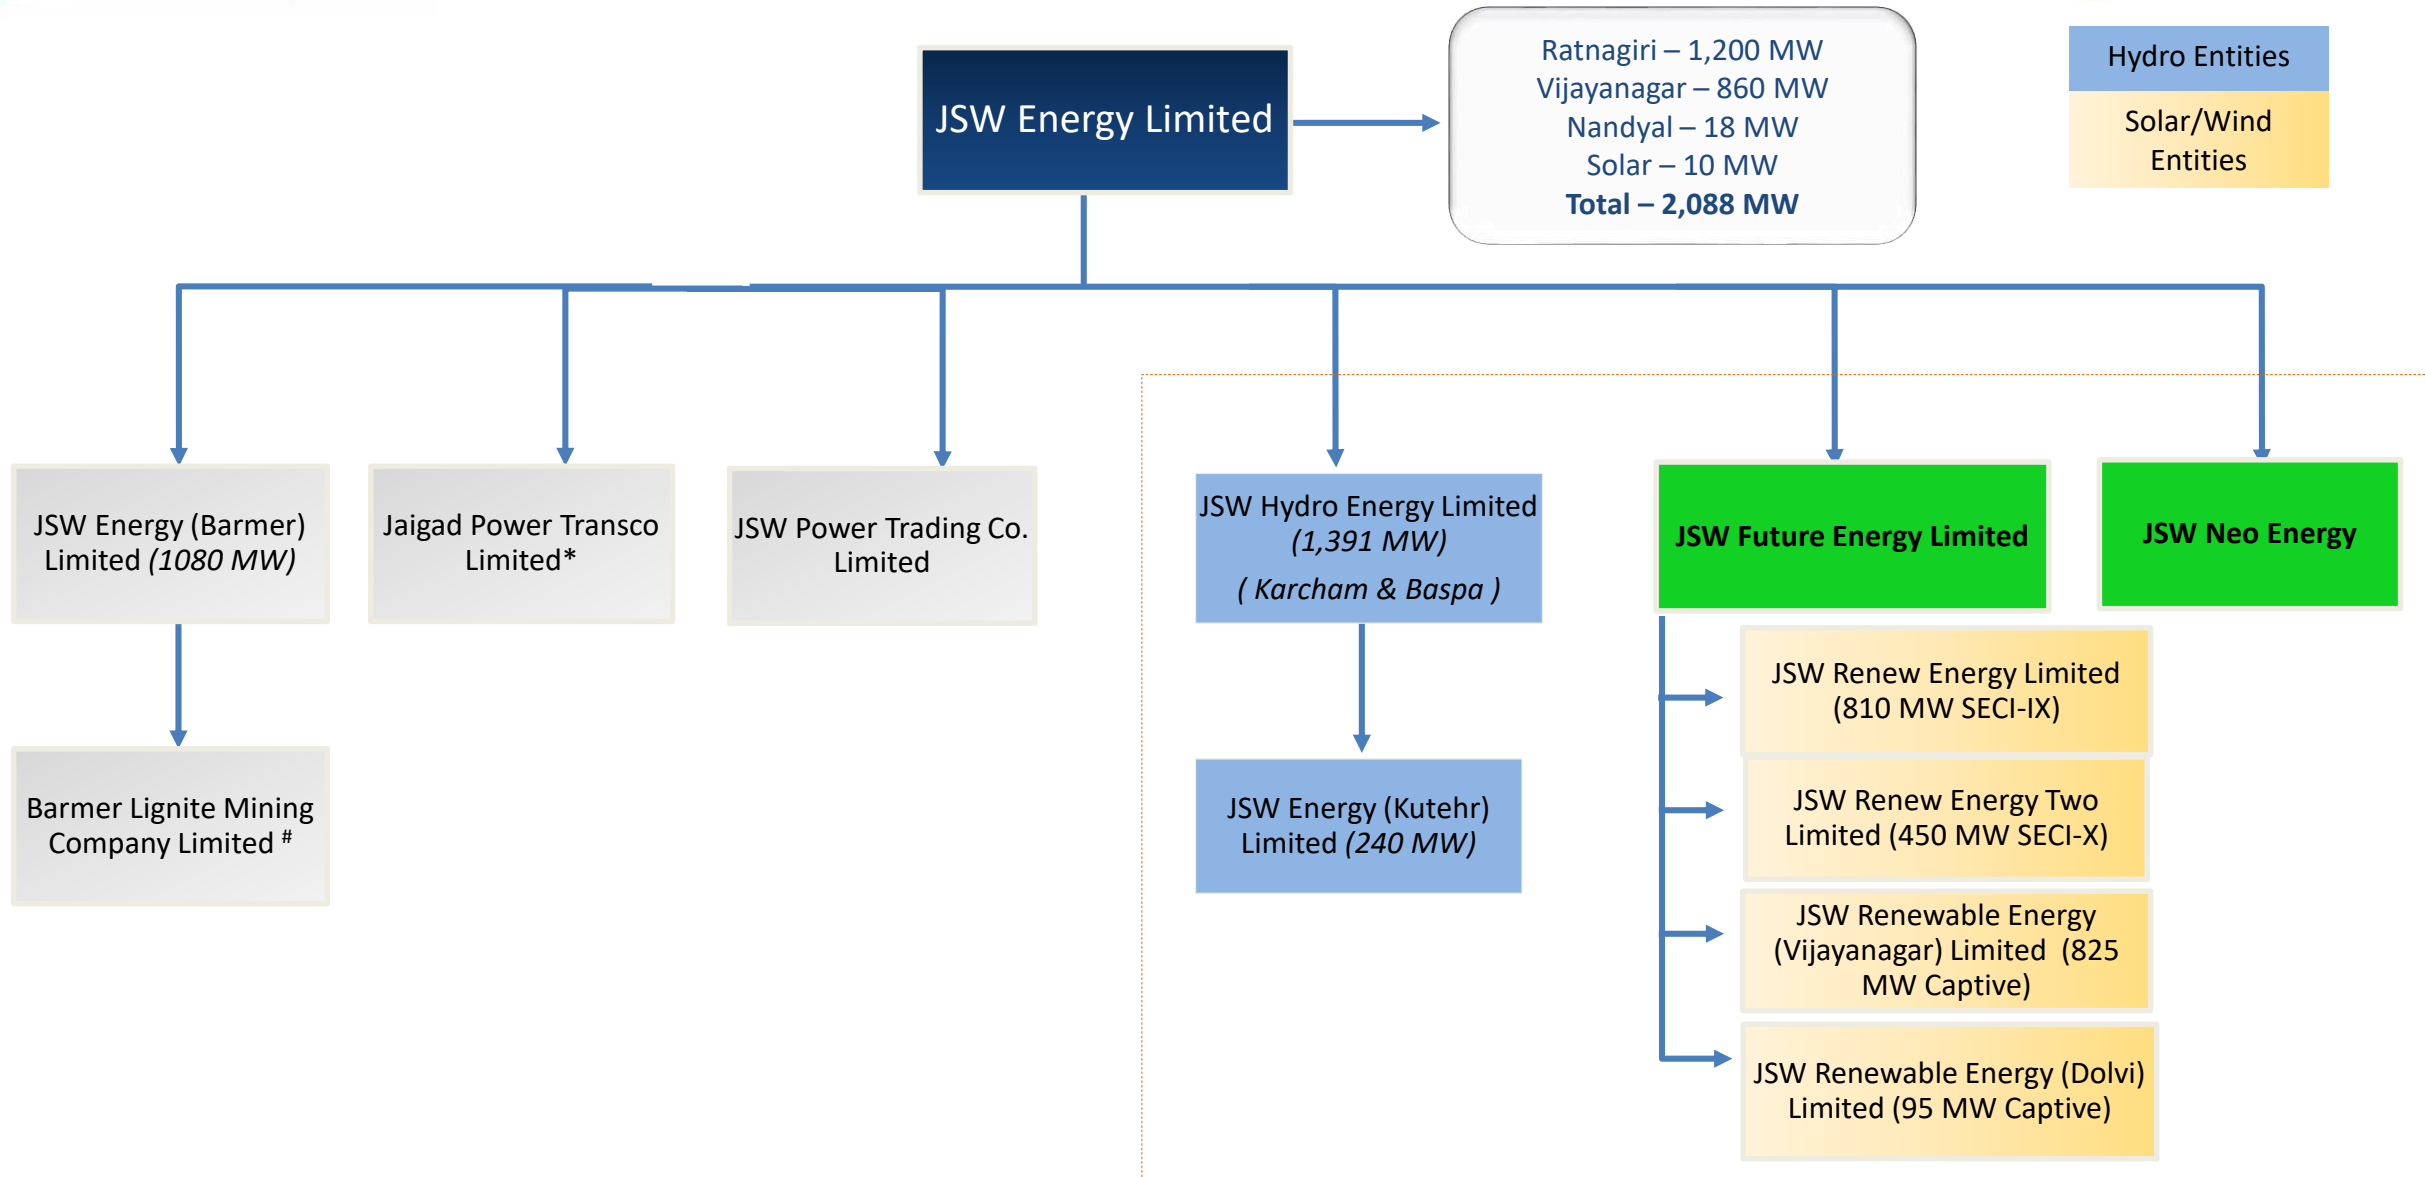 JSW Energy Limited
Ratnagiri – 1,200 MW
Vijayanagar – 860 MW
Nandyal – 18 MW
Solar – 10 MW
Total – 2,088 MW
Hydro Entities
Solar/Wind
Entities
JSW Energy (Barmer)
Limited (1080 MW)
Jaigad Power Transco
Limited*
JSW Power Trading Co.
Limited
JSW Hydro Energy Limited
(1,391 MW)
( Karcham & Baspa )
JSW Future Energy Limited
JSW Neo Energy
Barmer Lignite Mining
Company Limited #
JSW Energy (Kutehr)
Limited (240 MW)
JSW Renew Energy Limited
(810 MW SECI-IX)
JSW Renew Energy Two
Limited (450 MW SECI-X)
JSW Renewable Energy
(Vijayanagar) Limited (825
MW Captive)
JSW Renewable Energy (Dolvi)
Limited (95 MW Captive)